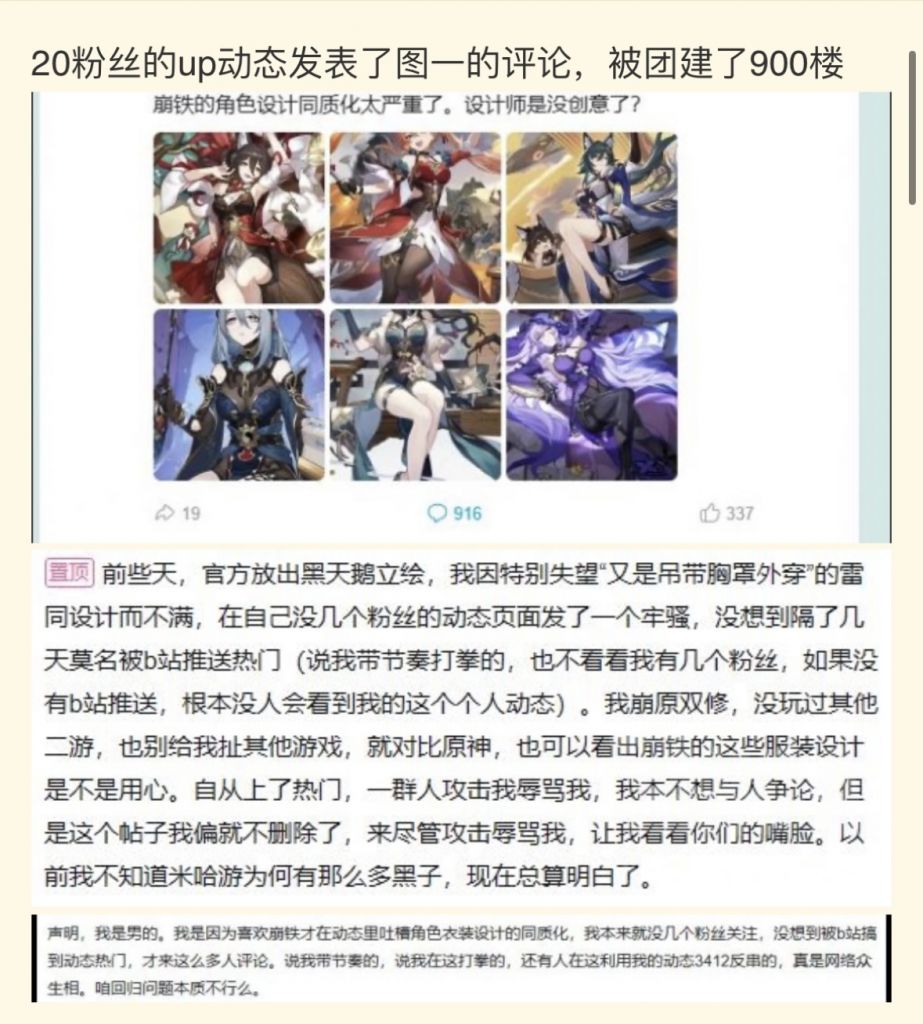 20粉丝的up动态发表了图一的评论，被团建了900楼
崩铁的角色设计同质化太严重了。设计师是没创意了?
19
916
337
置顶 前些天，官方放出黑天鹅立绘，我因特别失望“又是吊带胸罩外穿”的雷
同设计而不满，在自己没几个粉丝的动态页面发了一个牢骚，没想到隔了几
天莫名被b站推送热门（说我带节奏打拳的，也不看看我有几个粉丝，如果没
有b站推送，根本没人会看到我的这个个人动态）。我崩原双修，没玩过其他
二游，也别给我扯其他游戏，就对比原神，也可以看出崩铁的这些服装设计
是不是用心。自从上了热门，一群人攻击我辱骂我，我本不想与人争论，但
是这个帖子我偏就不删除了，来尽管攻击辱骂我，让我看看你们的嘴脸。以
前我不知道米哈游为何有那么多黑子，现在总算明白了。
声明，我是男的。我是因为喜欢崩铁才在动态里吐槽角色衣装设计的同质化，我本来就没几个粉丝关注，没想到被b站搞
到动态热门，才来这么多人评论。说我带节奏的，说我在这打拳的，还有人在这利用我的动态3412反串的，真是网络众
生相。咱回归问题本质不行么。